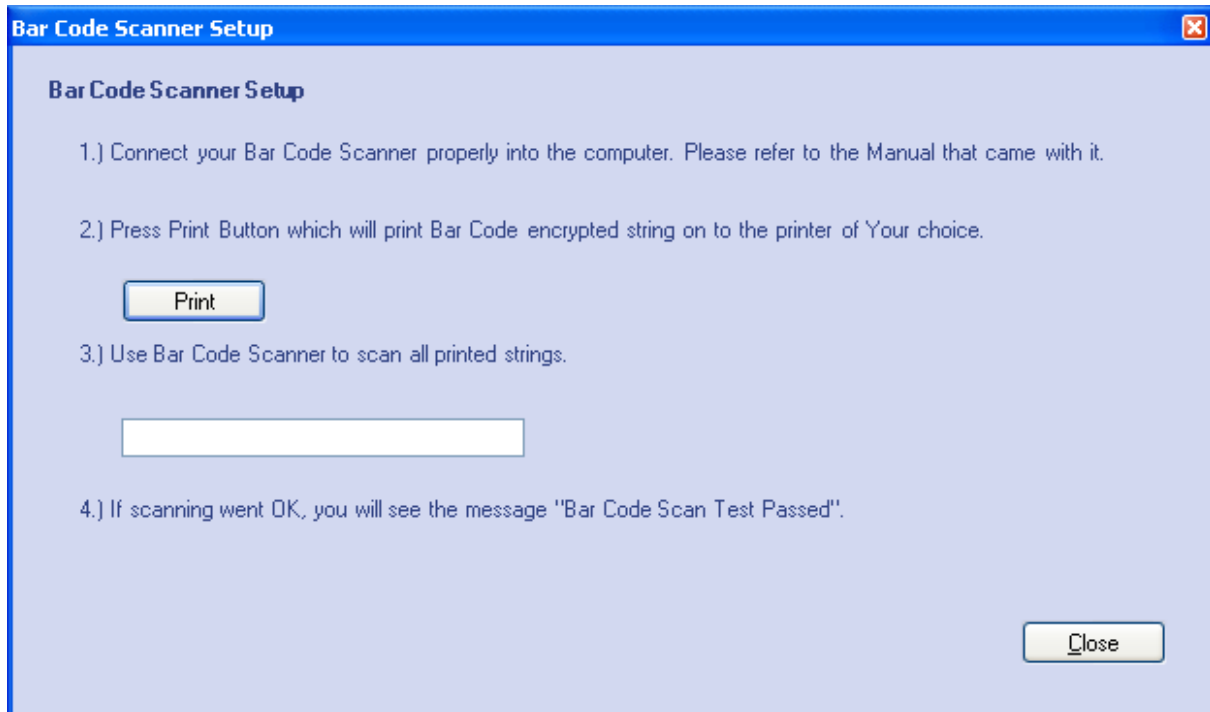 Bar Code Scanner Setup
Bar Code Scanner Setup
1.) Connect your Bar Code Scanner properly into the computer. Please refer to the Manual that came with it.
2.) Press Print Button which will print Bar Code encrypted string on to the printer of Your choice.
Print
3.) Use Bar Code Scanner to scan all printed strings.
4.) If scanning went OK, you will see the message "Bar Code Scan Test Passed".
Close